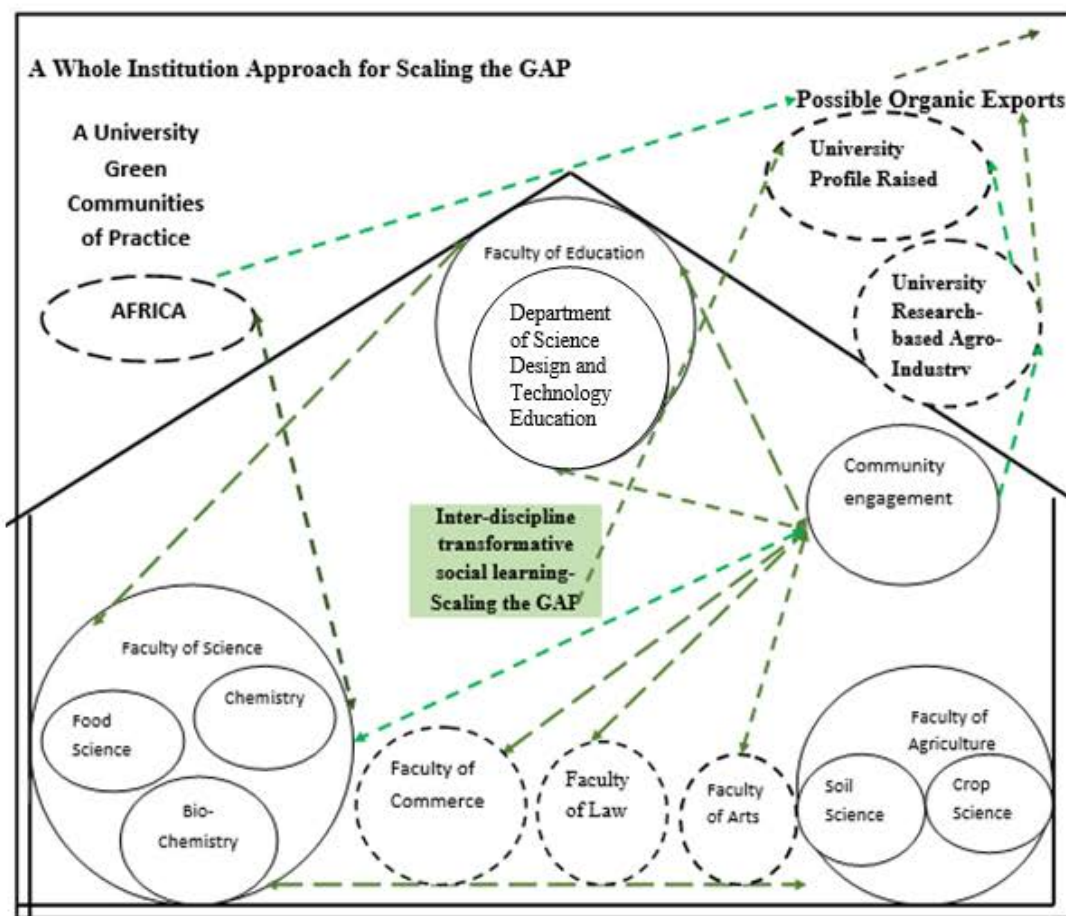 A Whole Institution Approach for Scaling the GAP
A University
Green
Communities
of Practice
AFRICA
Possible Organic Exports
University
Profile Raised
University
Research-
based Agro-
Industry
Faculty of Education
Department
of Science
Design and
Technology
Education
Community
engagement
Inter-discipline
transformative
social learning-
Scaling the GAP
Faculty of Science
Chemistry
Food
Science
Bio-
Chemistry
Faculty of
Commerce
Faculty
of Law
Faculty
of Arts
Faculty of
Agriculture
Soil
Science
Crop
Science